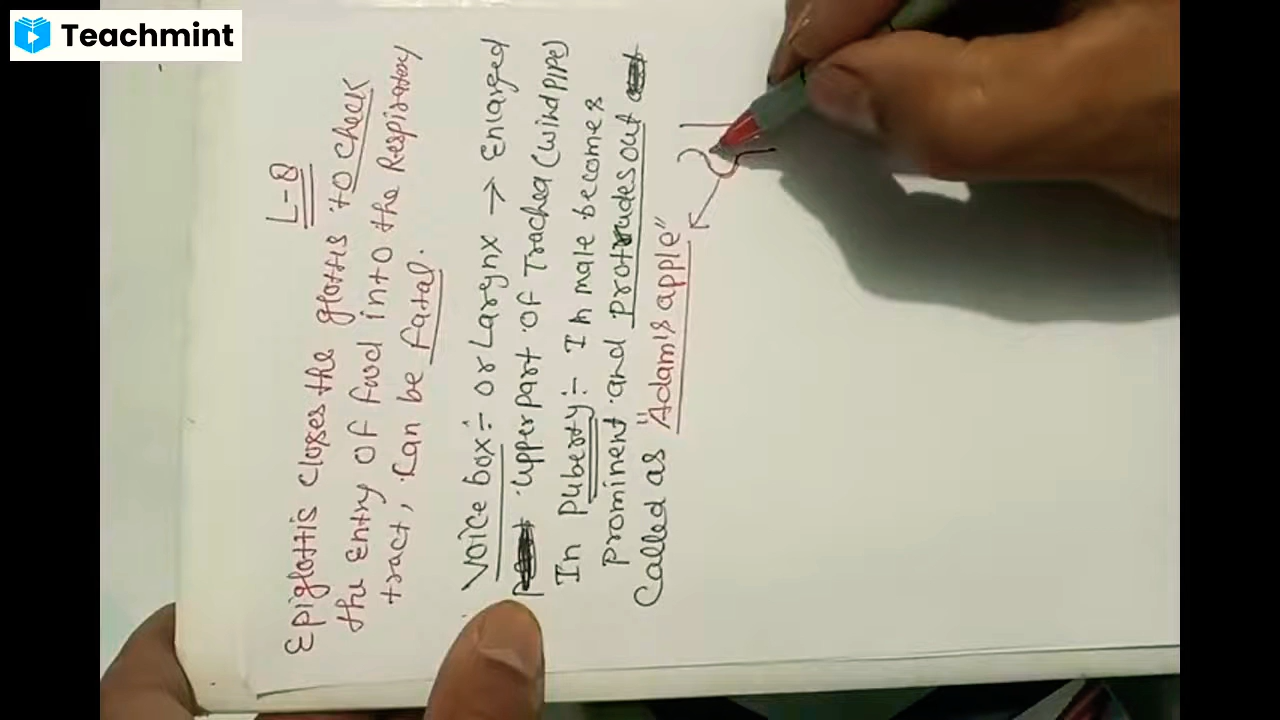 Teachmint
L-8
Epiglottis closes the glottis to check
the Entry of food into the Respiratory
tract, Can be fatal.
Voice box:- or Larynx → Enlarged
Upper part of Trachea (Wind PIPe)
In Puberty:- In male becomes
Prominent and Protrudes out
Called as "Adam's apple"